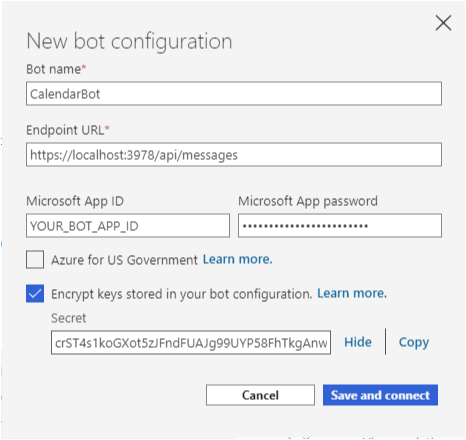 New bot configuration
Bot name*
CalendarBot
Endpoint URL*
https://localhost:3978/api/messages
Microsoft App ID Microsoft App password
YOUR_BOT_APP_ID ••••••••••••••••••••••••
Azure for US Government Learn more.
Encrypt keys stored in your bot configuration. Learn more.
Secret
crST4s1koGXot5zJFndFUAJg99UYP58FhTkgAnw Hide Copy
Cancel Save and connect